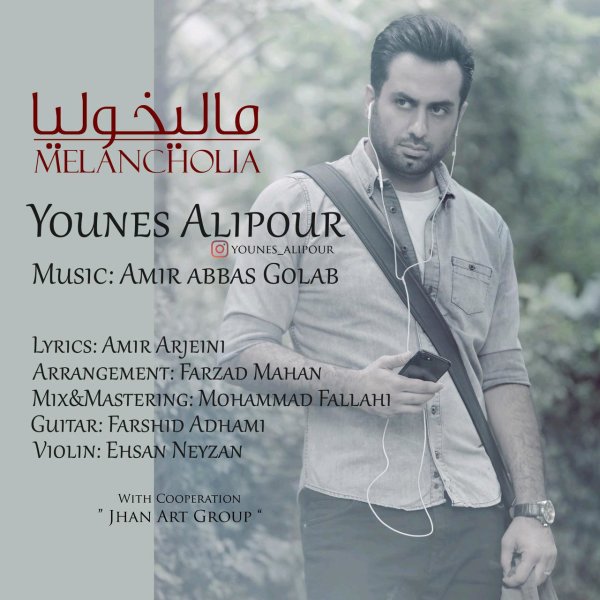 مالیخولیا
MELANCHOLIA
YOUNES ALIPOUR
YOUNES_ALIPOUR
MUSIC: AMIR ABBAS GOLAB
LYRICS: AMIR ARJEINI
ARRANGEMENT: FARZAD MAHAN
MIX&MASTERING: MOHAMMAD FALLAHI
GUITAR: FARSHID ADHAMI
VIOLIN: EHSAN NEYZAN
WITH COOPERATION
” JHAN ART GROUP “